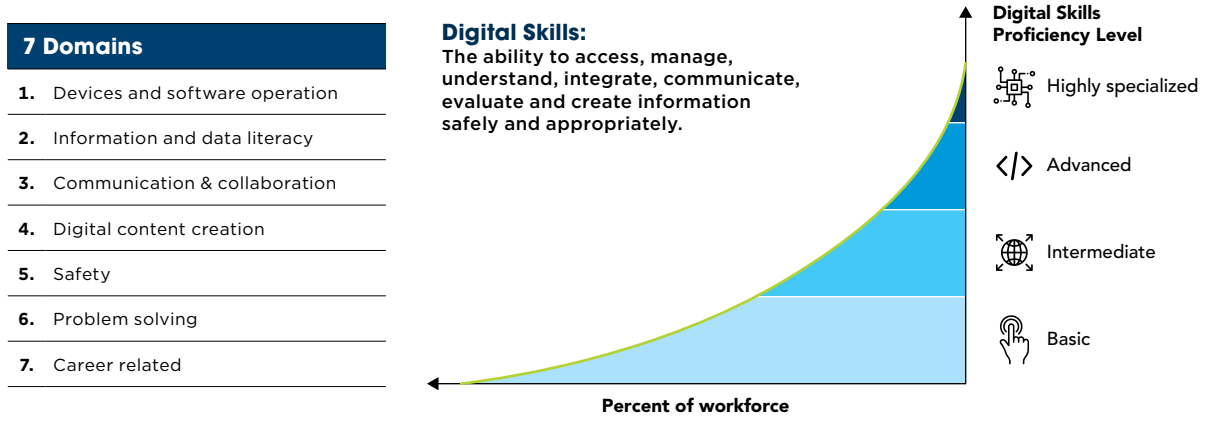 7 Domains
1. Devices and software operation
2. Information and data literacy
3. Communication & collaboration
4. Digital content creation
5. Safety
6. Problem solving
7. Career related
Digital Skills:
The ability to access, manage,
understand, integrate, communicate,
evaluate and create information
safely and appropriately.
Digital Skills
Proficiency Level
Highly specialized
</> Advanced
Intermediate
Basic
Percent of workforce